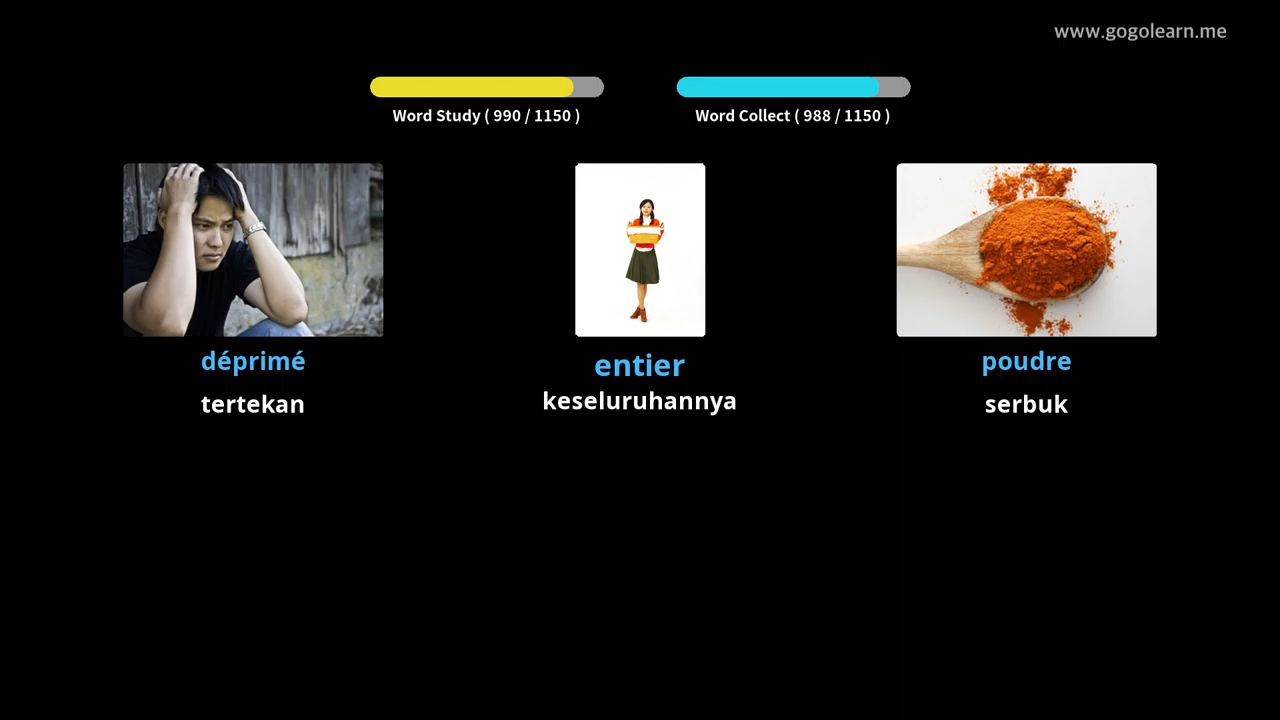 www.gogolearn.me
Word Study ( 990 / 1150 )
Word Collect ( 988 / 1150 )
déprimé
entier
poudre
tertekan
keseluruhannya
serbuk